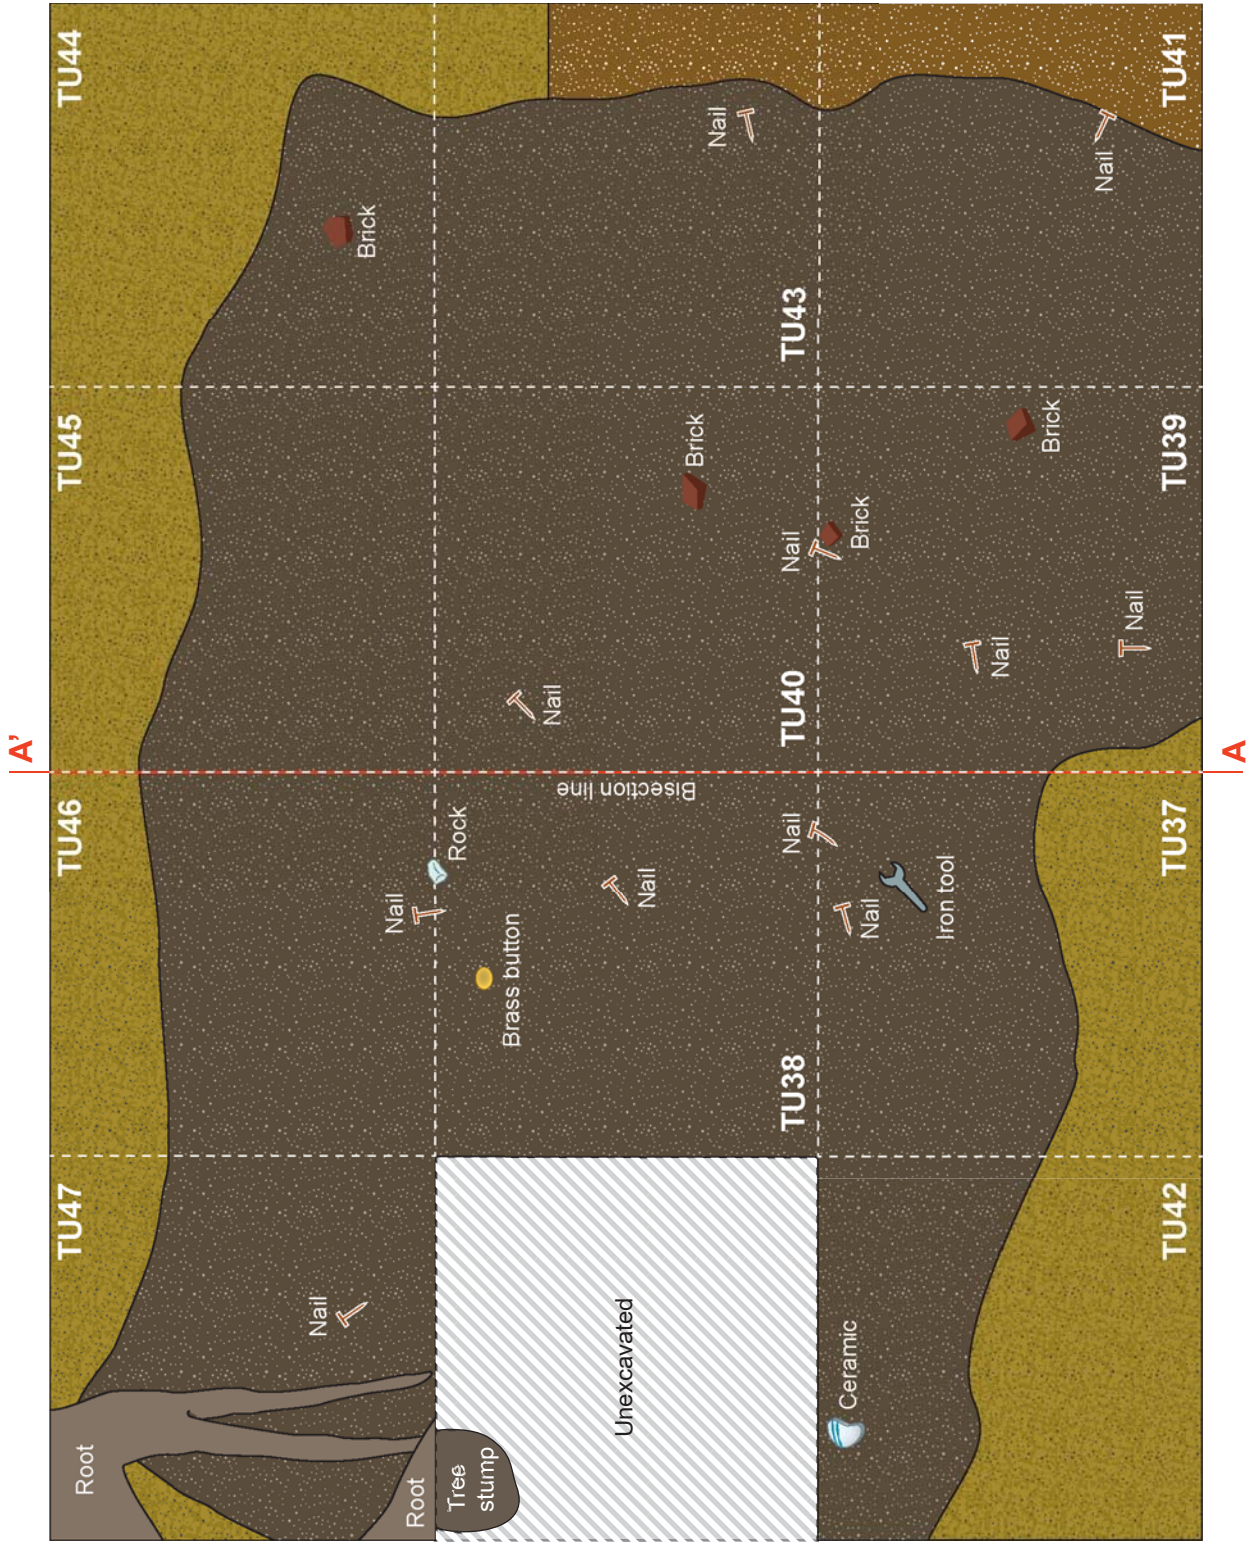 TU44
TU41
Nail
Nail
Brick
TU43
TU45
Brick
Brick
TU39
Nail
Brick
Nail
Nail
Nail
TU40
A’
A
Bisection line
TU46
Rock
Nail
TU37
Nail
Nail
Nail
Iron tool
Brass button
TU38
TU47
TU42
Nail
Unexcavated
Ceramic
Root
Root
Tree
stump